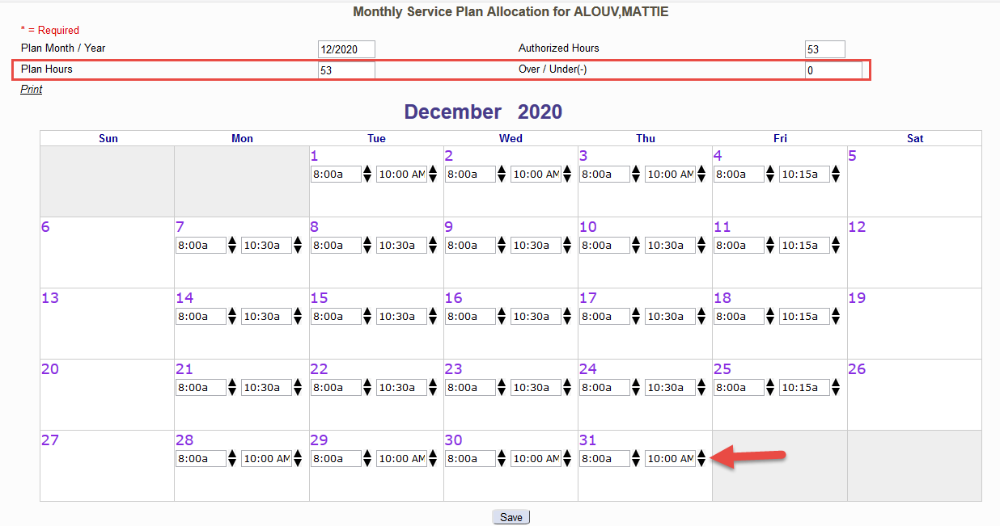 Monthly Service Plan Allocation for ALOUV,MATTIE
* = Required
Plan Month / Year 12/2020 Authorized Hours 53
Plan Hours 53 Over / Under(-) 0
Print
December 2020
Sun Mon Tue Wed Thu Fri Sat
1 2 3 4 5
8:00a 10:00 AM 8:00a 10:00 AM 8:00a 10:00 AM 8:00a 10:15a
6 7 8 9 10 11 12
8:00a 10:30a 8:00a 10:30a 8:00a 10:30a 8:00a 10:30a 8:00a 10:15a
13 14 15 16 17 18 19
8:00a 10:30a 8:00a 10:30a 8:00a 10:30a 8:00a 10:30a 8:00a 10:15a
20 21 22 23 24 25 26
8:00a 10:30a 8:00a 10:30a 8:00a 10:30a 8:00a 10:30a 8:00a 10:15a
27 28 29 30 31
8:00a 10:00 AM 8:00a 10:00 AM 8:00a 10:00 AM 8:00a 10:00 AM
Save